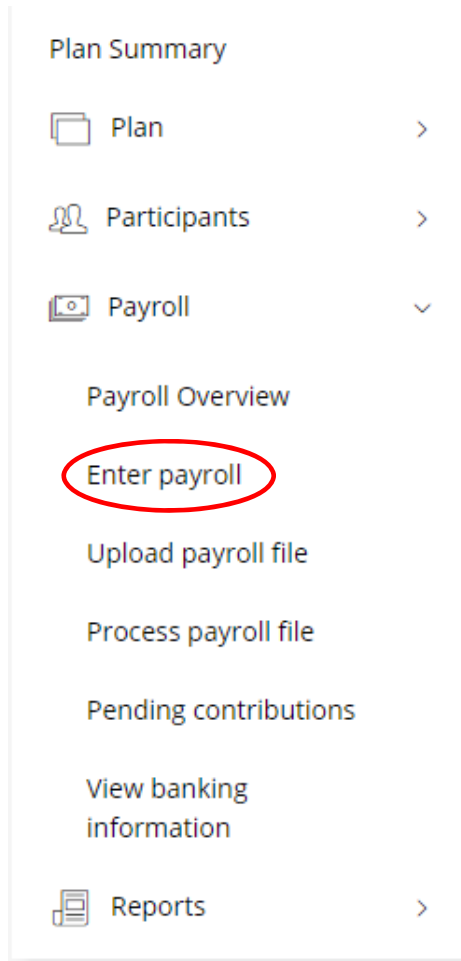 Plan Summary
Plan
Participants
Payroll
Payroll Overview
Enter payroll
Upload payroll file
Process payroll file
Pending contributions
View banking
information
Reports